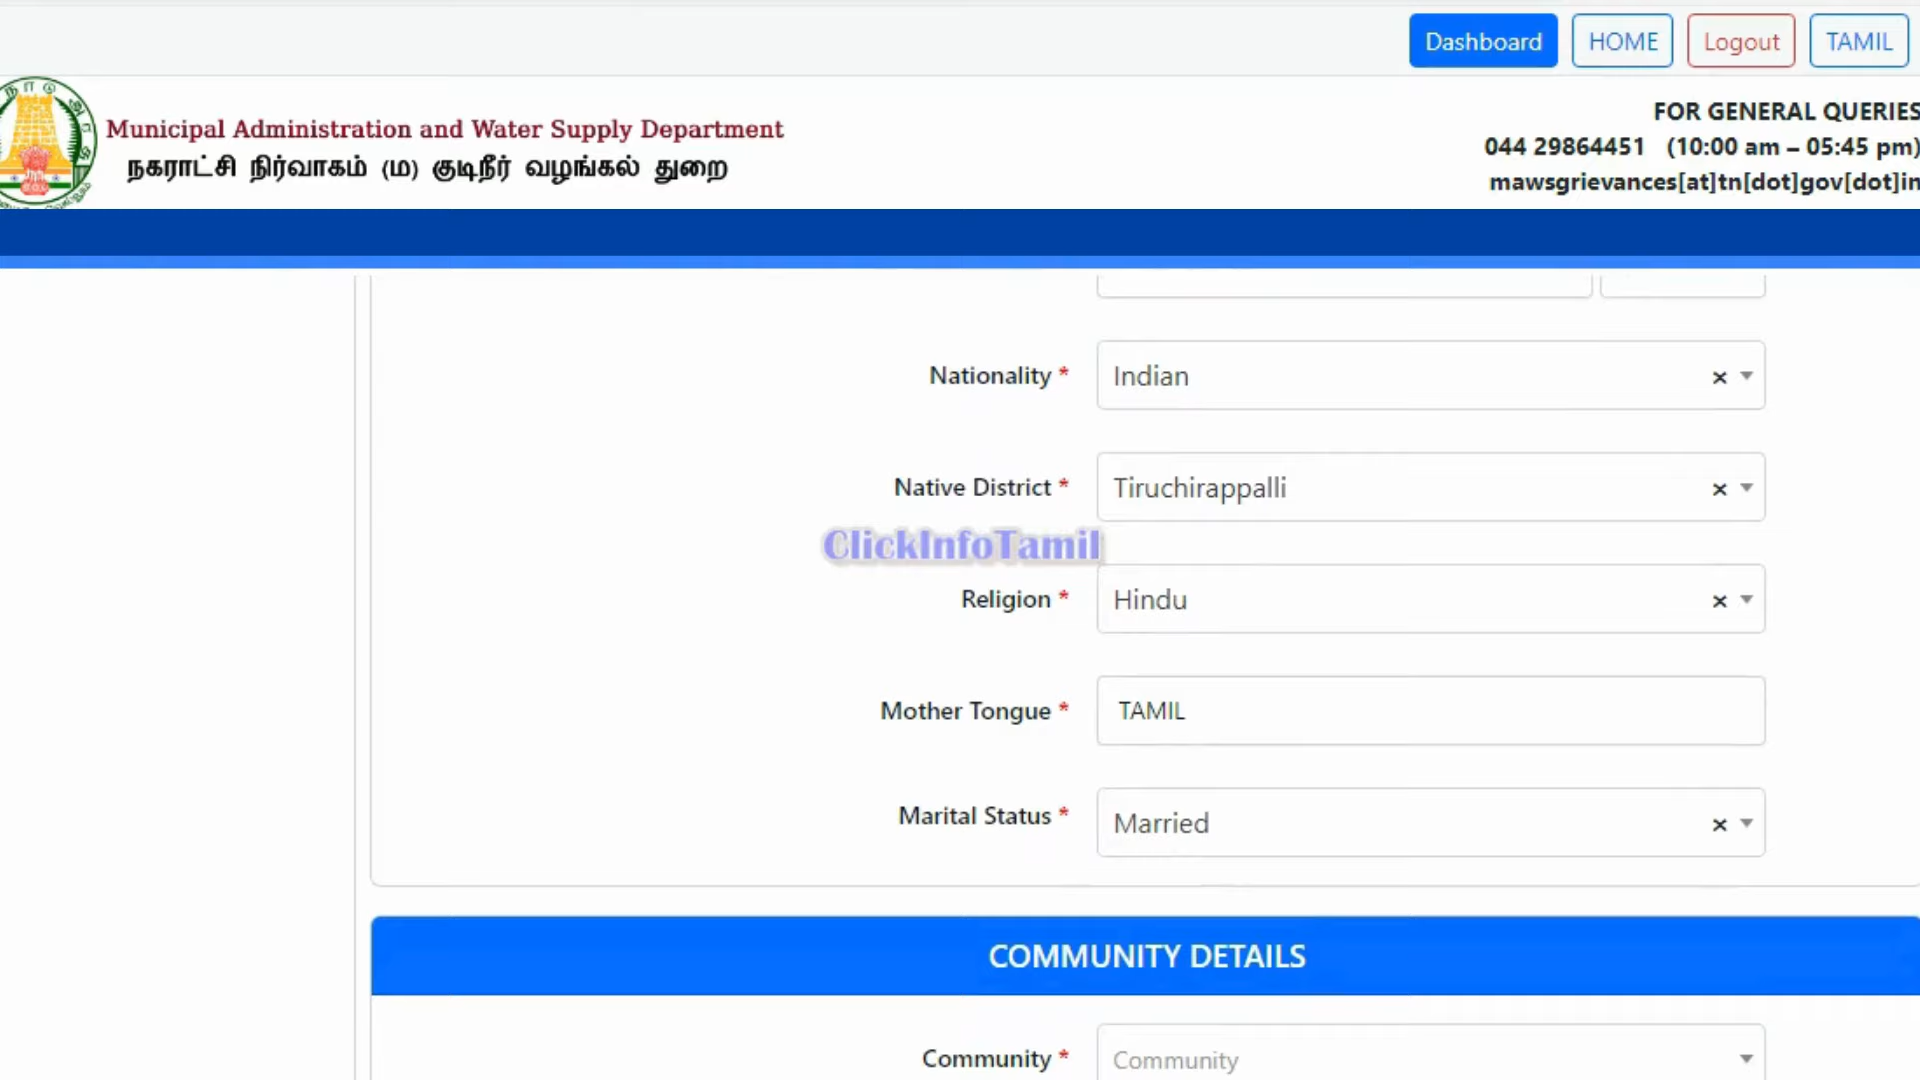 Dashboard HOME Logout TAMIL
Municipal Administration and Water Supply Department
நகராட்சி நிர்வாகம் (ம) குடிநீர் வழங்கல் துறை
FOR GENERAL QUERIES
044 29864451 (10:00 am – 05:45 pm)
mawsgrievances[at]tn[dot]gov[dot]in
Nationality * Indian
Native District * Tiruchirappalli
ClickInfoTamil
Religion * Hindu
Mother Tongue * TAMIL
Marital Status * Married
COMMUNITY DETAILS
Community * Community